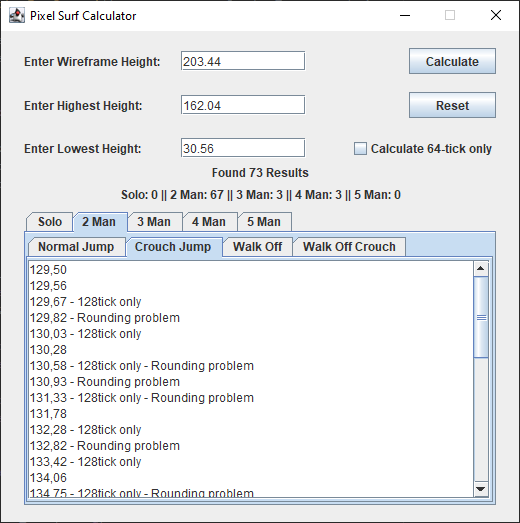 Pixel Surf Calculator
Enter Wireframe Height: 203.44 Calculate
Enter Highest Height: 162.04 Reset
Enter Lowest Height: 30.56 Calculate 64-tick only
Found 73 Results
Solo: 0 || 2 Man: 67 || 3 Man: 3 || 4 Man: 3 || 5 Man: 0
Solo 2 Man 3 Man 4 Man 5 Man
Normal Jump Crouch Jump Walk Off Walk Off Crouch
129,50
129,56
129,67 - 128tick only
129,82 - Rounding problem
130,03 - 128tick only
130,28
130,58 - 128tick only - Rounding problem
130,93 - Rounding problem
131,33 - 128tick only - Rounding problem
131,78
132,28 - 128tick only
132,82 - Rounding problem
133,42 - 128tick only
134,06
134,75 - 128tick only - Rounding problem